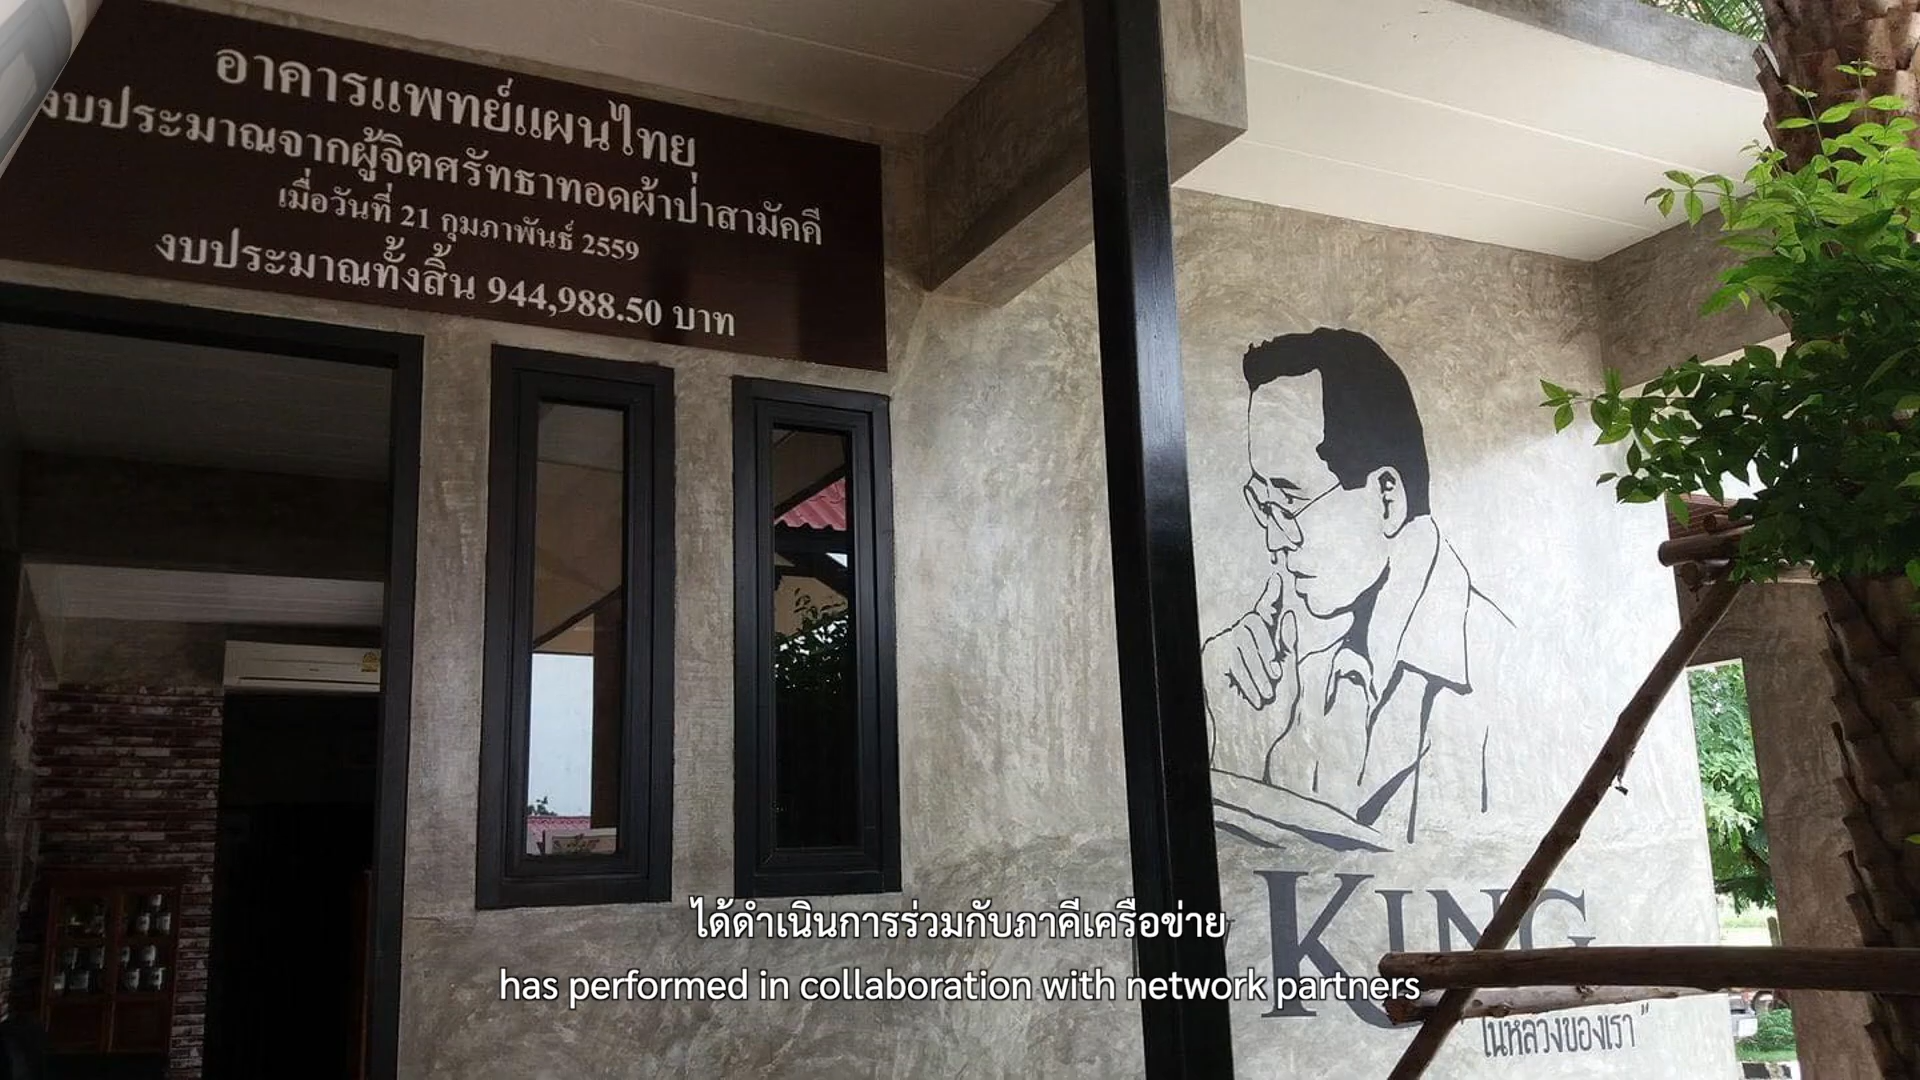 อาคารแพทย์แผนไทย
งบประมาณจากผู้จิตศรัทธาทอดผ้าป่าสามัคคี
เมื่อวันที่ 21 กุมภาพันธ์ 2559
งบประมาณทั้งสิ้น 944,988.50 บาท
KING
ในหลวงของเรา"
ได้ดำเนินการร่วมกับภาคีเครือข่าย
has performed in collaboration with network partners